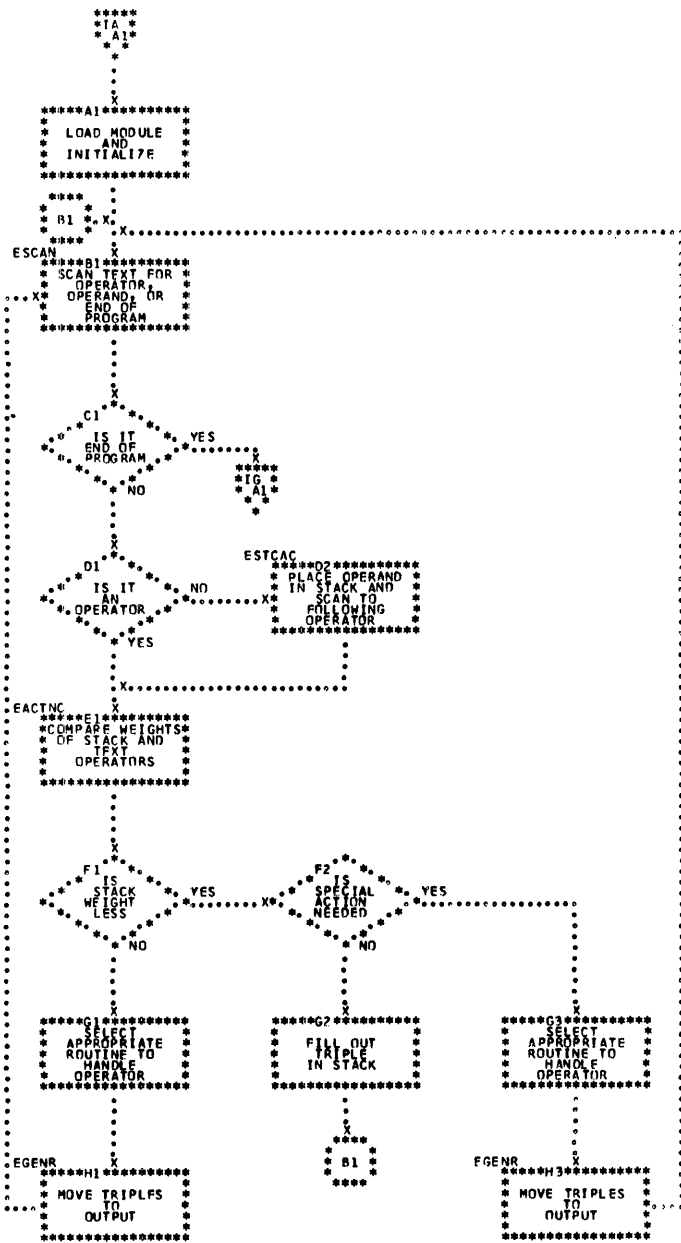 IA
A1
A1
LOAD MODULE
AND
INITIALIZE
B1
ESCAN
B1
SCAN TEXT FOR
OPERATOR,
OPERAND, OR
END OF
PROGRAM
C1
IS IT
END OF
PROGRAM
YES
NO
IG
A1
D1
IS IT
AN
OPERATOR
NO
YES
ESTCAC
D2
PLACE OPERAND
IN STACK AND
SCAN TO
FOLLOWING
OPERATOR
EACTNC
E1
COMPARE WEIGHTS
OF STACK AND
TEXT
OPERATORS
F1
IS
STACK
WEIGHT
LESS
YES
NO
F2
IS
SPECIAL
ACTION
NEEDED
YES
NO
G1
SELECT
APPROPRIATE
ROUTINE TO
HANDLE
OPERATOR
G2
FILL OUT
TRIPLE
IN STACK
G3
SELECT
APPROPRIATE
ROUTINE TO
HANDLE
OPERATOR
B1
EGENR
H1
MOVE TRIPLES
TO
OUTPUT
EGENR
H3
MOVE TRIPLES
TO
OUTPUT